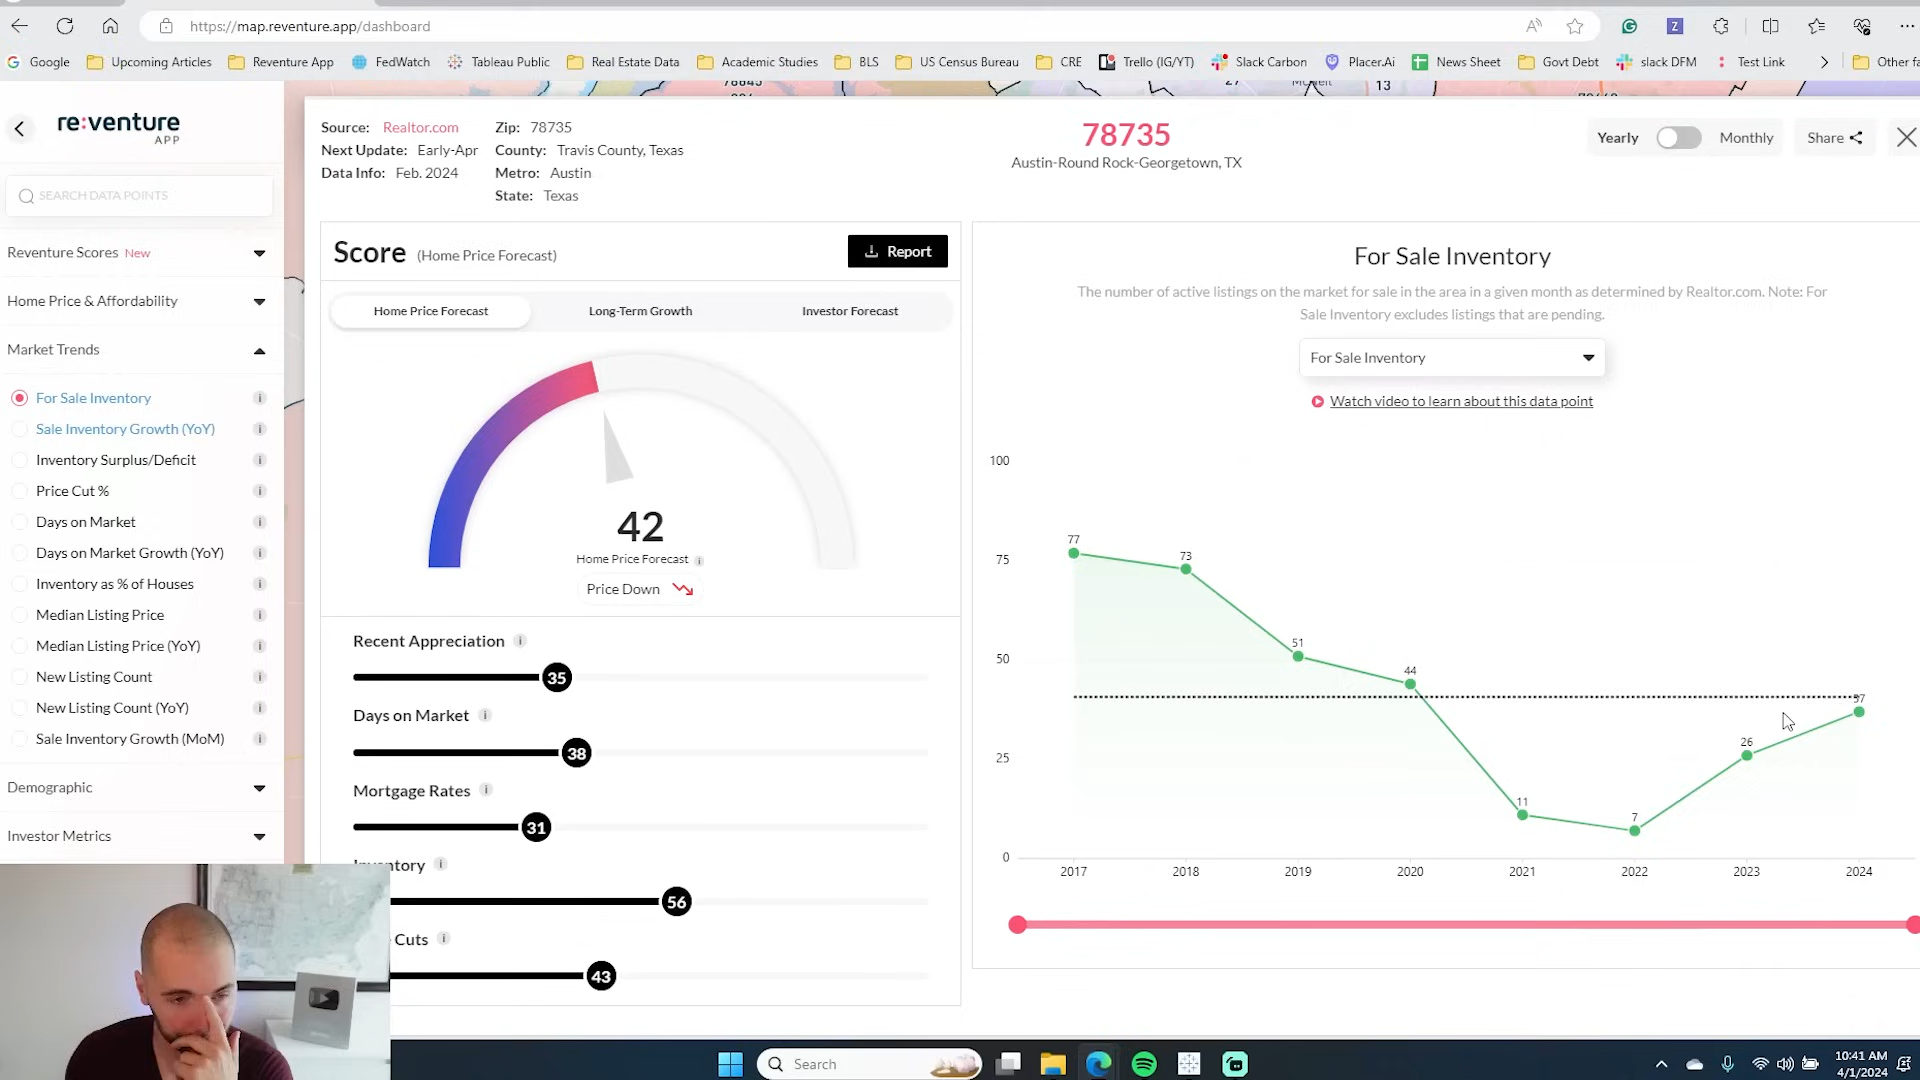 https://map.reventure.app/dashboard
Google
Upcoming Articles
Reventure App
FedWatch
Tableau Public
Real Estate Data
Academic Studies
BLS
US Census Bureau
CRE
Trello (IG/YT)
Slack Carbon
Placer.Ai
News Sheet
Govt Debt
slack DFM
Test Link
Other fa
78645
27
13
re:venture
APP
SEARCH DATA POINTS
Reventure Scores New
Home Price & Affordability
Market Trends
For Sale Inventory
Sale Inventory Growth (YoY)
Inventory Surplus/Deficit
Price Cut %
Days on Market
Days on Market Growth (YoY)
Inventory as % of Houses
Median Listing Price
Median Listing Price (YoY)
New Listing Count
New Listing Count (YoY)
Sale Inventory Growth (MoM)
Demographic
Investor Metrics
Source: Realtor.com
Next Update: Early-Apr
Data Info: Feb. 2024
Zip: 78735
County: Travis County, Texas
Metro: Austin
State: Texas
78735
Austin-Round Rock-Georgetown, TX
Yearly
Monthly
Share
Score (Home Price Forecast)
Report
Home Price Forecast
Long-Term Growth
Investor Forecast
42
Home Price Forecast
Price Down
Recent Appreciation
35
Days on Market
38
Mortgage Rates
31
Inventory
56
Cuts
43
For Sale Inventory
The number of active listings on the market for sale in the area in a given month as determined by Realtor.com. Note: For
Sale Inventory excludes listings that are pending.
For Sale Inventory
Watch video to learn about this data point
100
75
50
25
0
77
73
51
44
11
7
26
37
2017
2018
2019
2020
2021
2022
2023
2024
Search
10:41 AM
4/1/2024